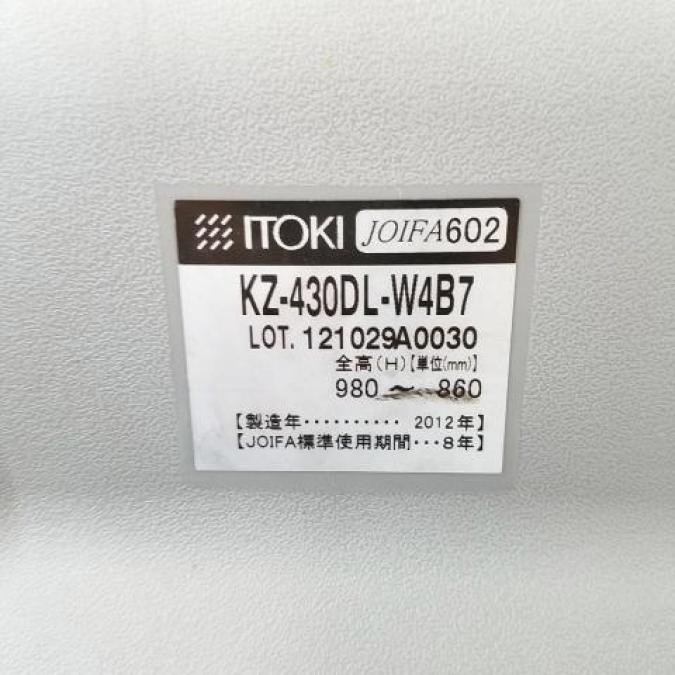 ITOKI JOIFA602
KZ-430DL-W4B7
LOT. 121029A0030
全高(H)【単位(mm)】
980 ～ 860
【製造年・・・・・・・・・・ 2012年】
【JOIFA標準使用期間・・・8年】